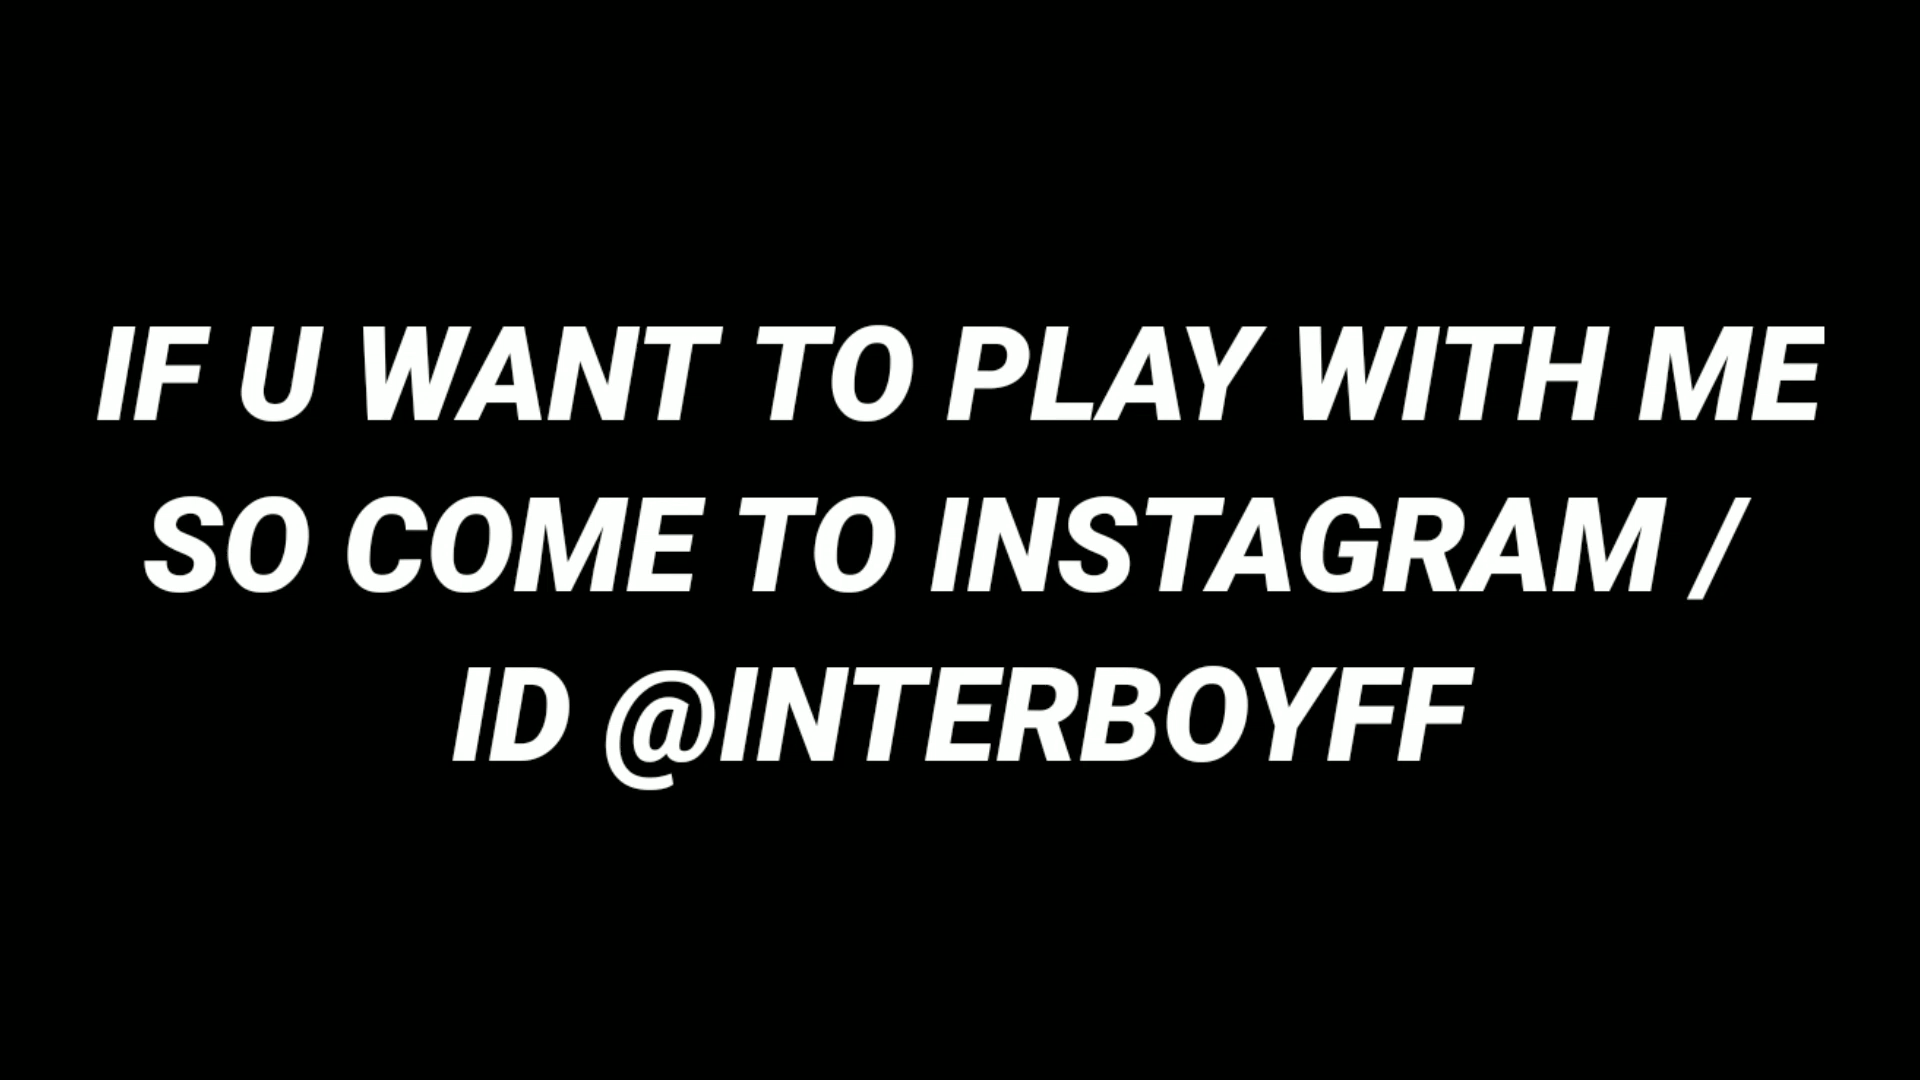 IF U WANT TO PLAY WITH ME
SO COME TO INSTAGRAM /
ID @INTERBOYFF